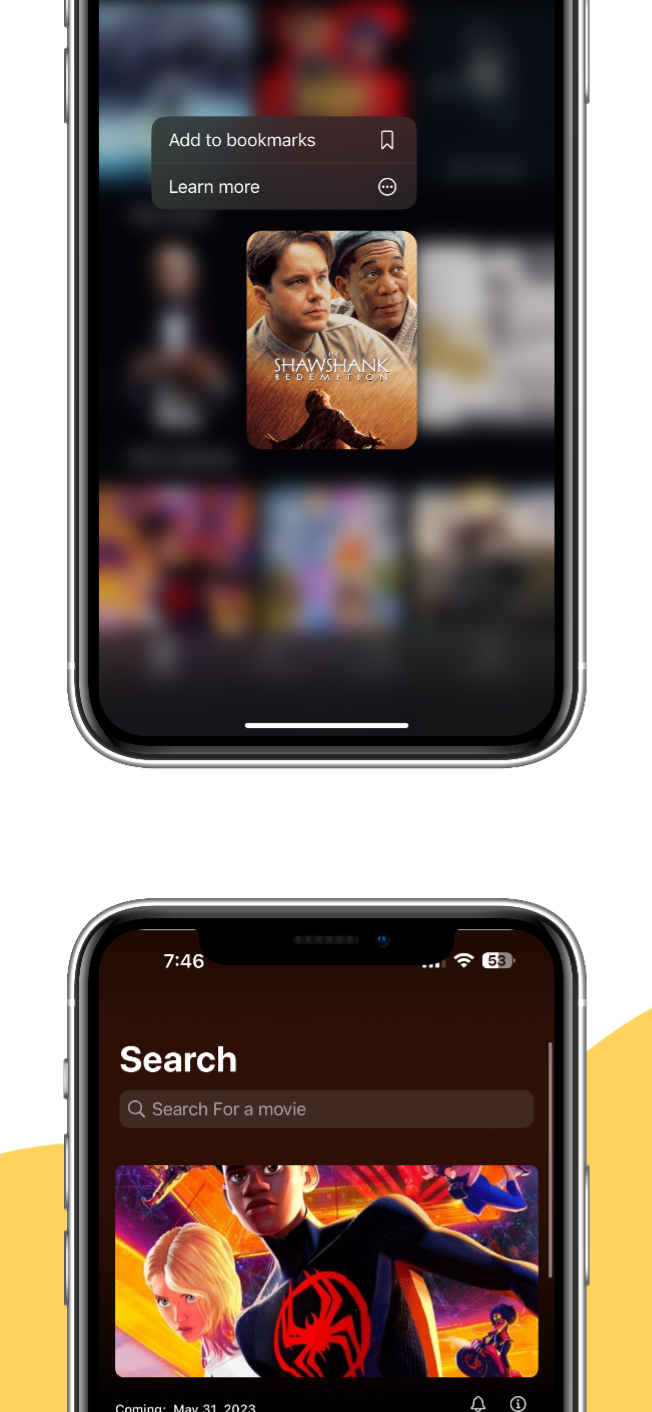 Add to bookmarks
Learn more
THE
SHAWSHANK
REDEMPTION
7:46
53
Search
Search For a movie
Coming: May 31, 2023